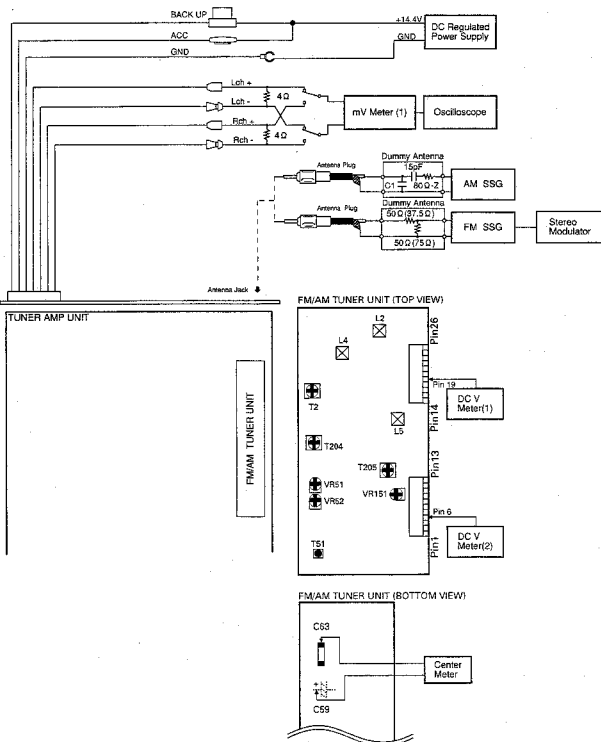 BACK UP
+14.4V
DC Regulated
Power Supply
ACC
GND
GND
Lch +
4Ω
Lch -
mV Meter (1)
Oscilloscope
Rch +
4Ω
Rch -
Dummy Antenna
15pF
Antenna Plug
C1
80Ω-Z
AM SSG
Dummy Antenna
Antenna Plug
50Ω(37.5Ω)
FM SSG
Stereo
Modulator
50Ω(75Ω)
Antenna Jack
TUNER AMP UNIT
FM/AM TUNER UNIT
FM/AM TUNER UNIT (TOP VIEW)
L2
L4
Pin26
Pin 19
DC V
Meter(1)
T2
L5
Pin 14
T204
T205
Pin13
VR51
VR151
VR52
Pin 6
T51
Pin1
DC V
Meter(2)
FM/AM TUNER UNIT (BOTTOM VIEW)
C63
Center
Meter
C59